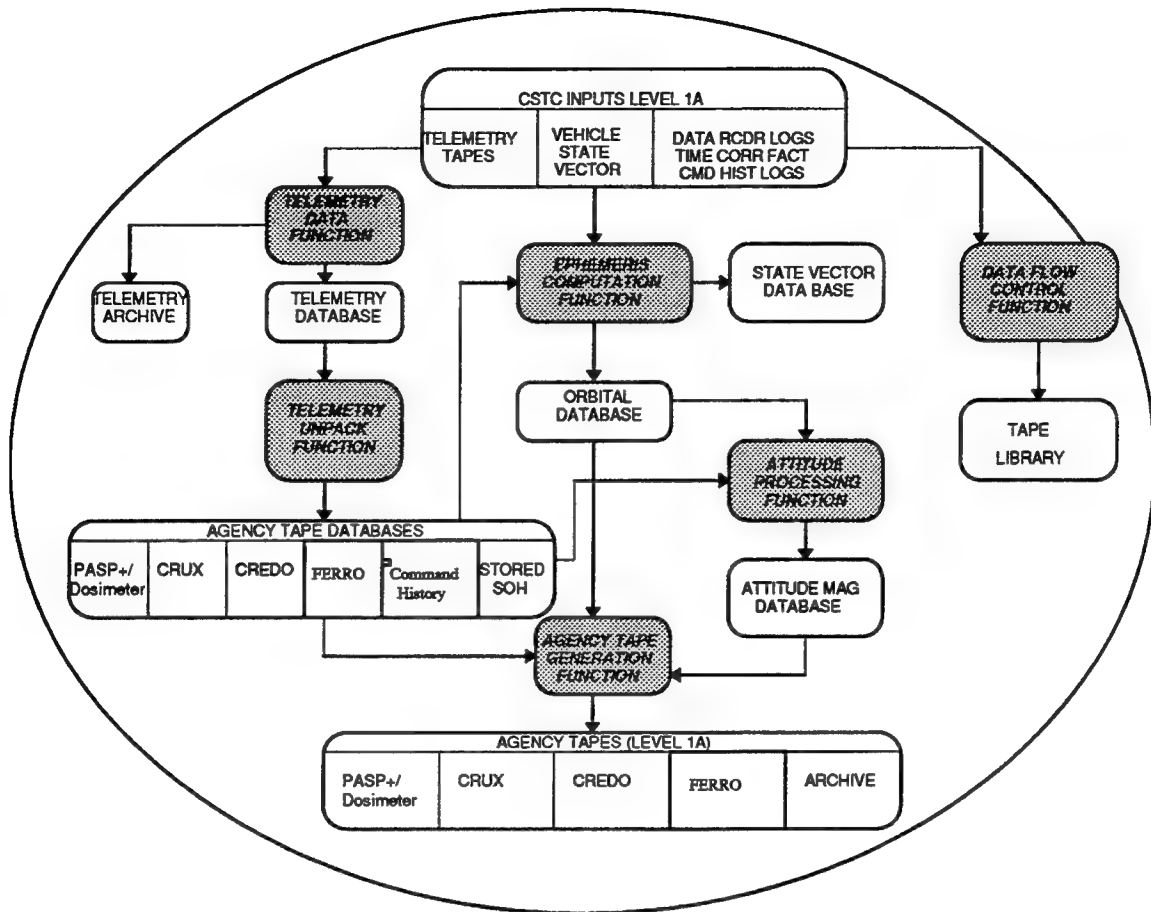 CSTC INPUTS LEVEL 1A
TELEMETRY
TAPES
VEHICLE
STATE
VECTOR
DATA RCDR LOGS
TIME CORR FACT
CMD HIST LOGS
TELEMETRY
DATA
FUNCTION
EPHEMERIS
COMPUTATION
FUNCTION
STATE VECTOR
DATA BASE
DATA FLOW
CONTROL
FUNCTION
TELEMETRY
ARCHIVE
TELEMETRY
DATABASE
TELEMETRY
UNPACK
FUNCTION
ORBITAL
DATABASE
TAPE
LIBRARY
ATTITUDE
PROCESSING
FUNCTION
AGENCY TAPE DATABASES
PASP+/
Dosimeter
CRUX
CREDO
FERRO
Command
History
STORED
SOH
ATTITUDE MAG
DATABASE
AGENCY TAPE
GENERATION
FUNCTION
AGENCY TAPES (LEVEL 1A)
PASP+/
Dosimeter
CRUX
CREDO
FERRO
ARCHIVE